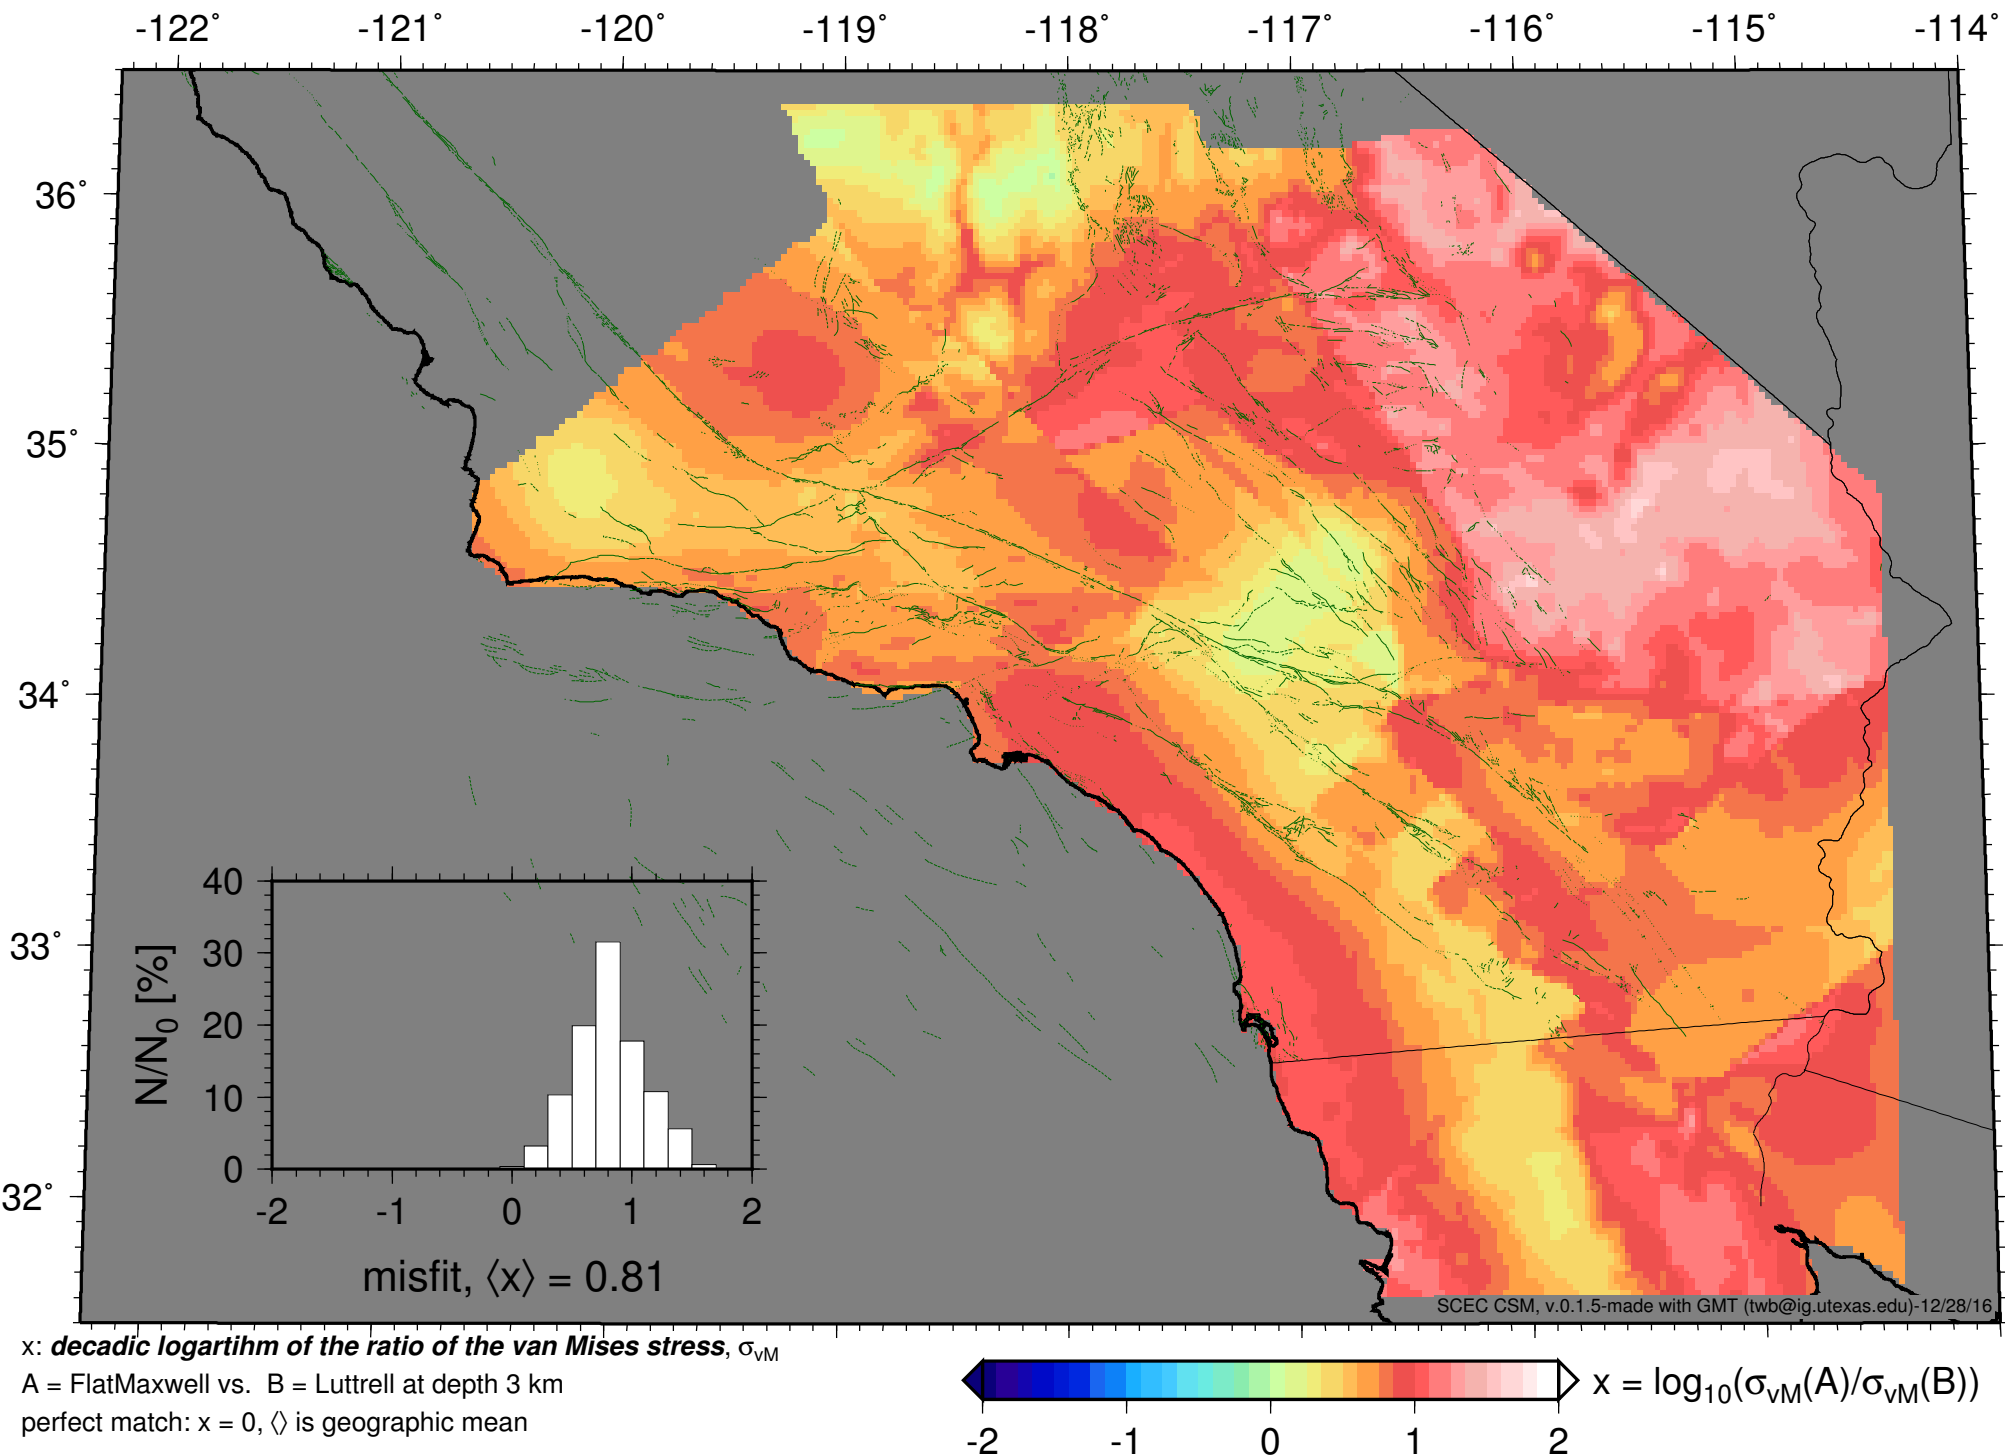 -122° -121° -120° -119° -118° -117° -116° -115° -114°
36°
35°
34°
33°
32°
40
30
20
10
0
N/N0 [%]
-2 -1 0 1 2
misfit, ⟨x⟩ = 0.81
SCEC CSM, v.0.1.5-made with GMT (twb@ig.utexas.edu)-12/28/16
x: decadic logartihm of the ratio of the van Mises stress, σvM
A = FlatMaxwell vs. B = Luttrell at depth 3 km
perfect match: x = 0, ⟨⟩ is geographic mean
x = log10(σvM(A)/σvM(B))
-2 -1 0 1 2